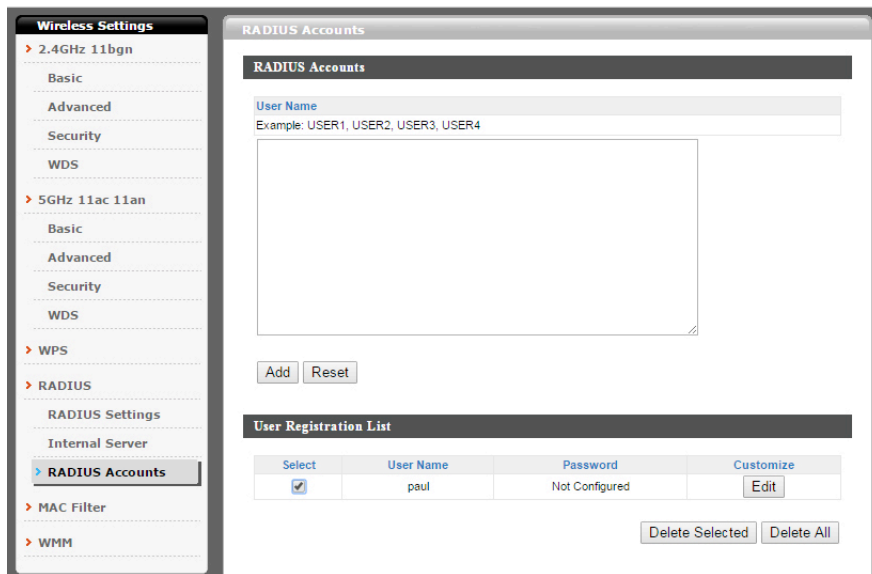 Wireless Settings
2.4GHz 11bgn
Basic
Advanced
Security
WDS
5GHz 11ac 11an
Basic
Advanced
Security
WDS
WPS
RADIUS
RADIUS Settings
Internal Server
RADIUS Accounts
MAC Filter
WMM
RADIUS Accounts
RADIUS Accounts
User Name
Example: USER1, USER2, USER3, USER4
Add Reset
User Registration List
Select User Name Password Customize
paul Not Configured Edit
Delete Selected Delete All